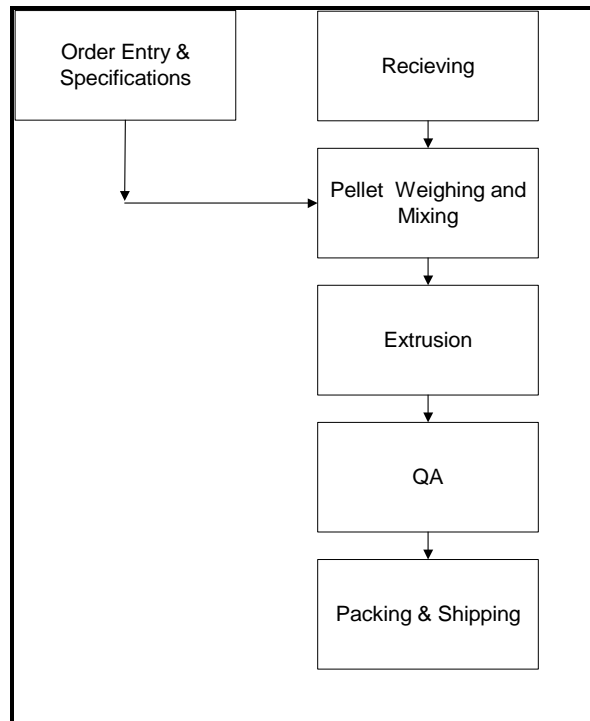 Order Entry &
Specifications
Recieving
Pellet Weighing and
Mixing
Extrusion
QA
Packing & Shipping